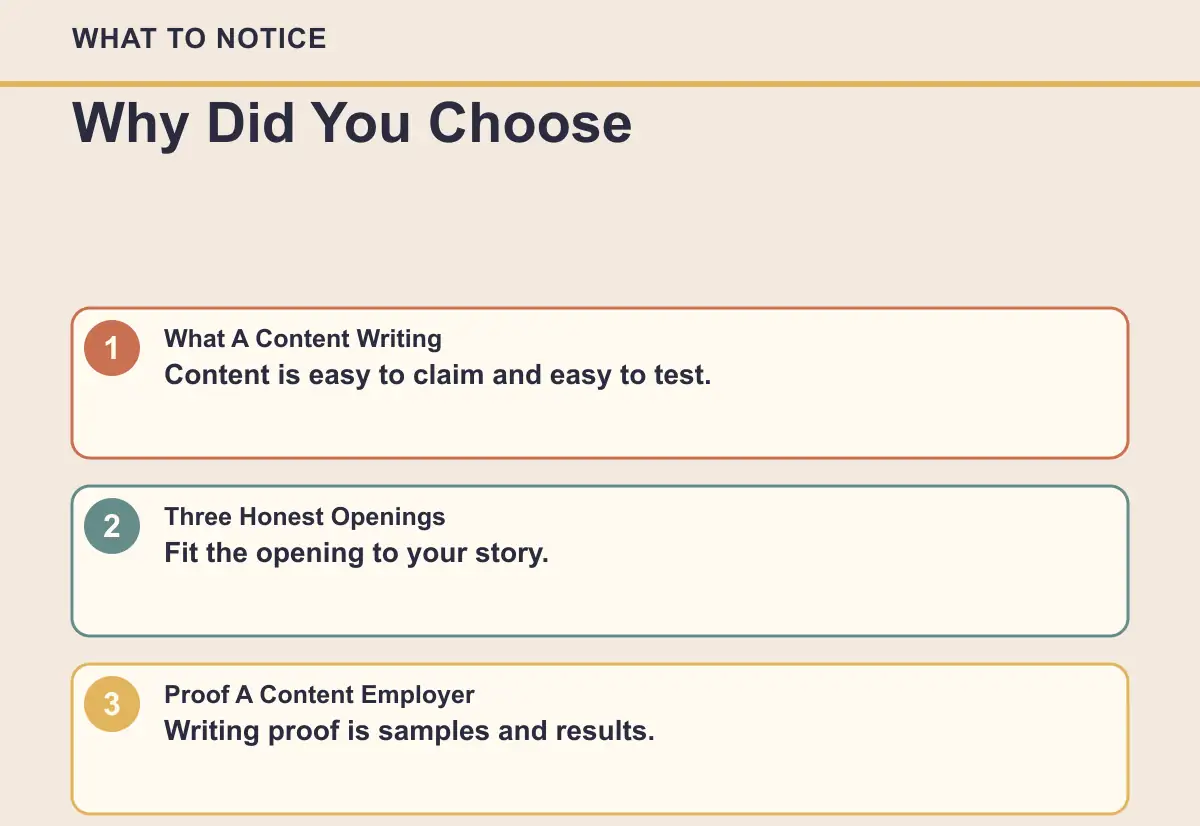 WHAT TO NOTICE
Why Did You Choose
1
What A Content Writing
Content is easy to claim and easy to test.
2
Three Honest Openings
Fit the opening to your story.
3
Proof A Content Employer
Writing proof is samples and results.